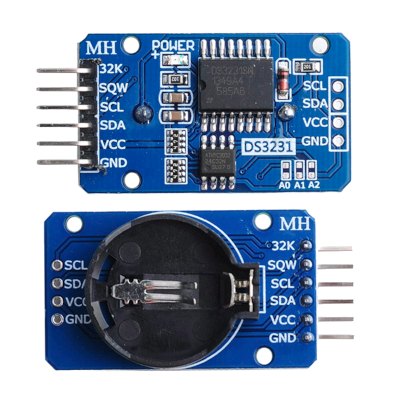 MH
POWER
32K
SQW
SCL
SDA
VCC
GND
SCL
SDA
VCC
GND
DS3231
A0 A1 A2
MH
32K
SQW
SCL
SDA
VCC
GND
SCL
SDA
VCC
GND